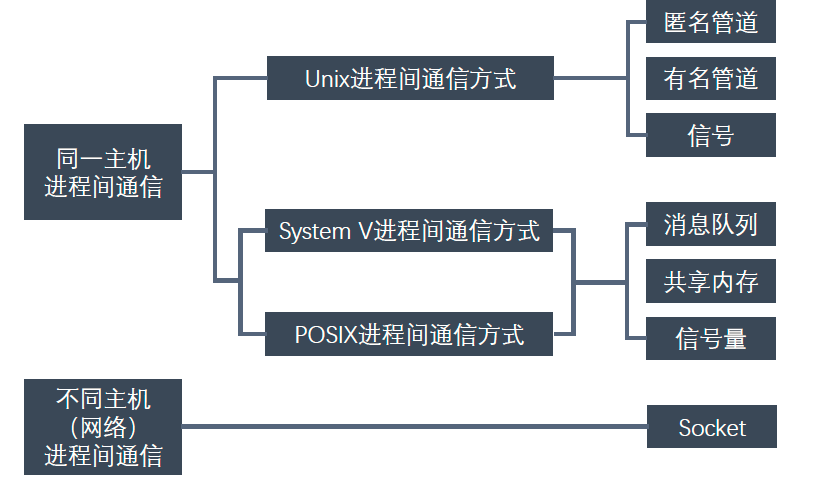 同一主机
进程间通信
Unix进程间通信方式
匿名管道
有名管道
信号
System V进程间通信方式
POSIX进程间通信方式
消息队列
共享内存
信号量
不同主机
（网络）
进程间通信
Socket